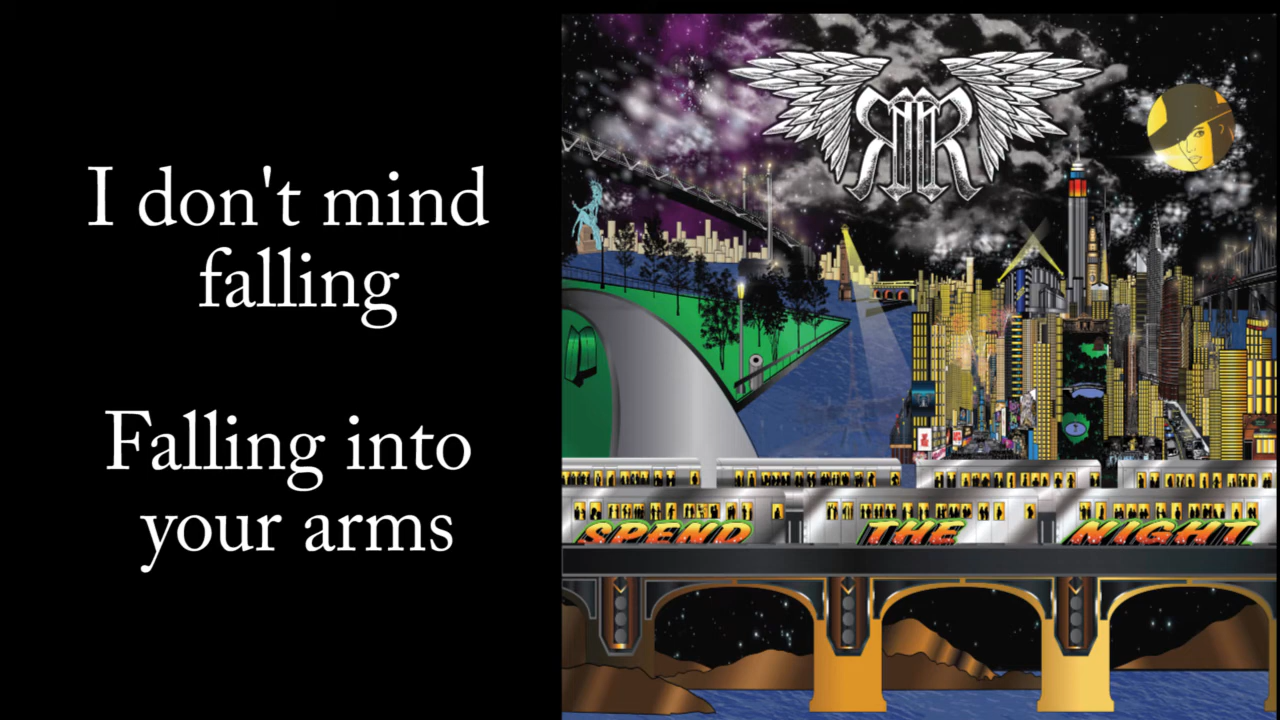 I don't mind
falling
Falling into
your arms
SPEND THE NIGHT